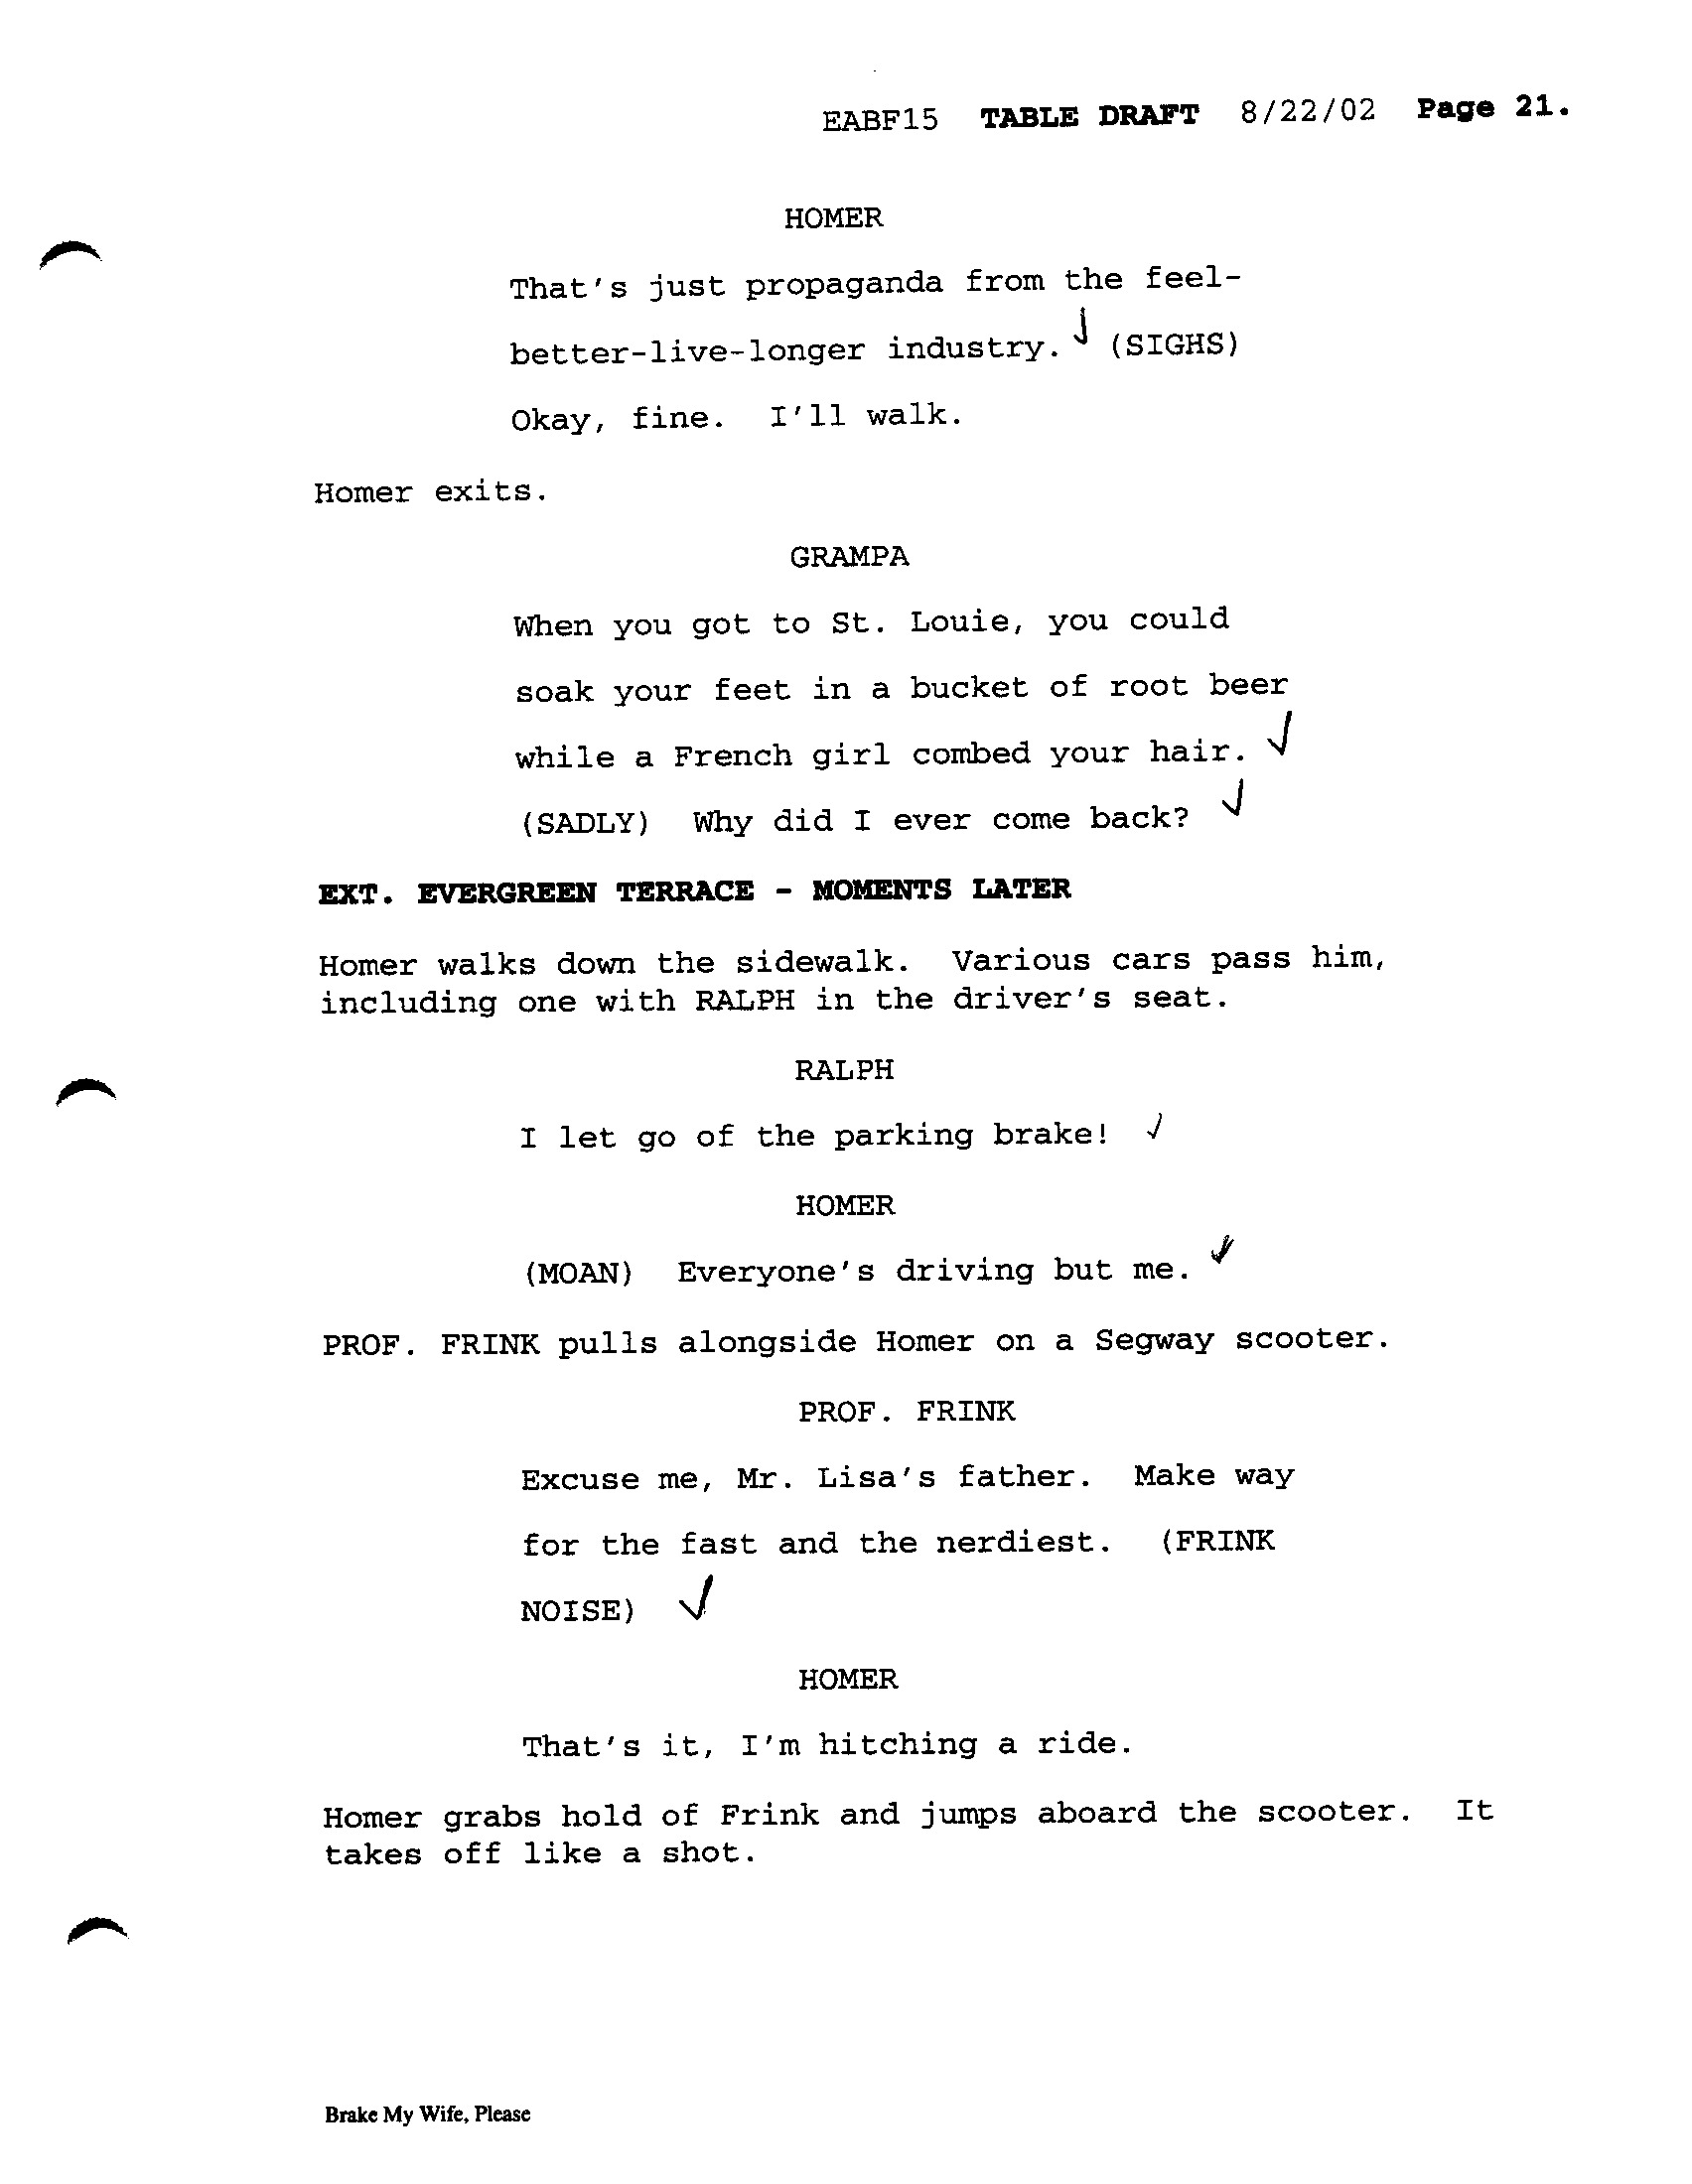 EABF15 TABLE DRAFT 8/22/02 Page 21.
HOMER
That's just propaganda from the feel-
better-live-longer industry. (SIGHS)
Okay, fine. I'll walk.
Homer exits.
GRAMPA
When you got to St. Louie, you could
soak your feet in a bucket of root beer
while a French girl combed your hair.
(SADLY) Why did I ever come back?
EXT. EVERGREEN TERRACE - MOMENTS LATER
Homer walks down the sidewalk. Various cars pass him,
including one with RALPH in the driver's seat.
RALPH
I let go of the parking brake!
HOMER
(MOAN) Everyone's driving but me.
PROF. FRINK pulls alongside Homer on a Segway scooter.
PROF. FRINK
Excuse me, Mr. Lisa's father. Make way
for the fast and the nerdiest. (FRINK
NOISE)
HOMER
That's it, I'm hitching a ride.
Homer grabs hold of Frink and jumps aboard the scooter. It
takes off like a shot.
Brake My Wife, Please